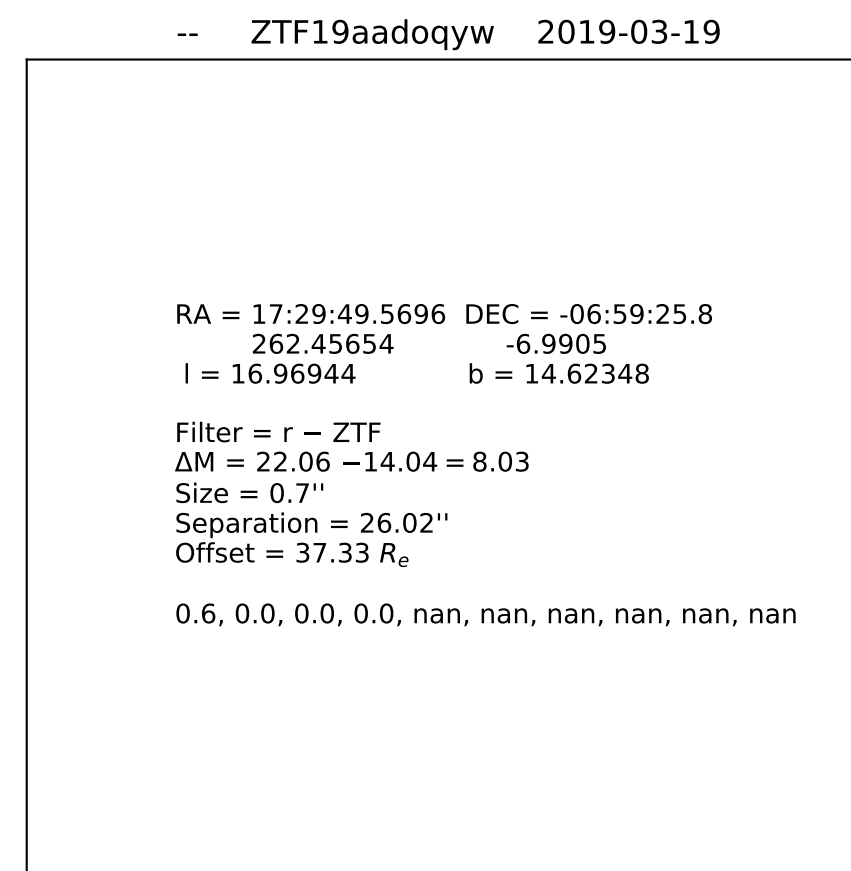 -- ZTF19aadoqyw 2019-03-19
RA = 17:29:49.5696 DEC = -06:59:25.8
262.45654 -6.9905
l = 16.96944 b = 14.62348
Filter = r − ZTF
ΔM = 22.06 −14.04 = 8.03
Size = 0.7''
Separation = 26.02''
Offset = 37.33 Rₑ
0.6, 0.0, 0.0, 0.0, nan, nan, nan, nan, nan, nan